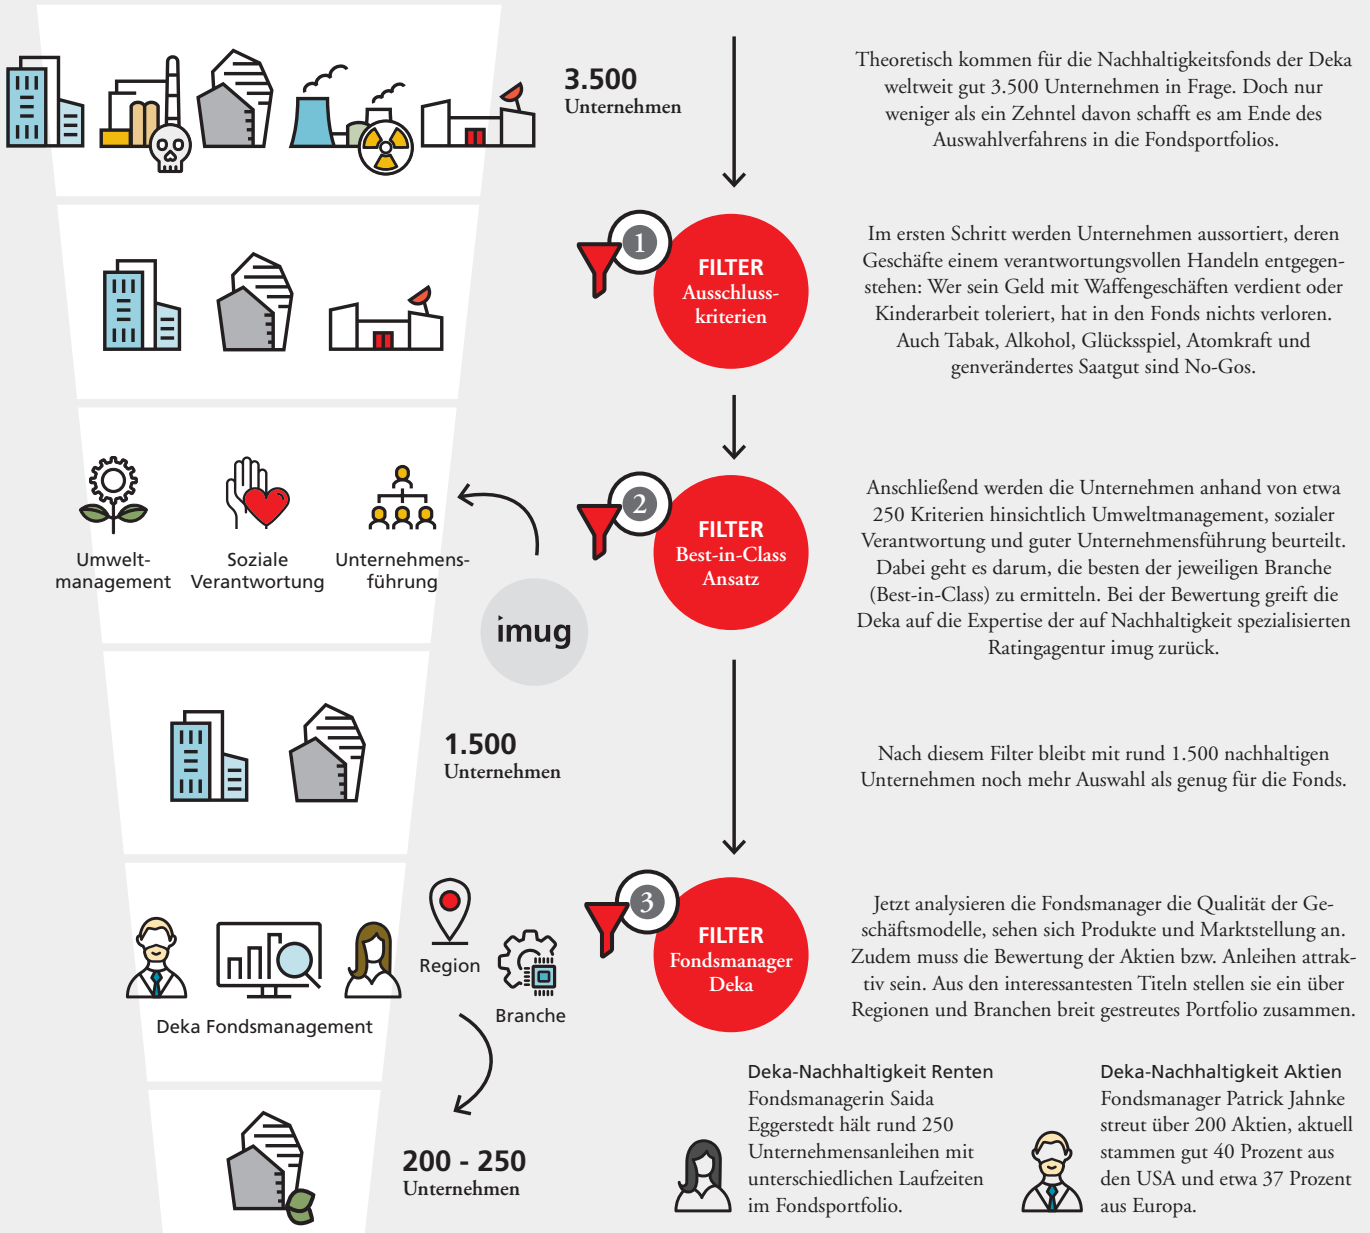 3.500
Unternehmen
Theoretisch kommen für die Nachhaltigkeitsfonds der Deka
weltweit gut 3.500 Unternehmen in Frage. Doch nur
weniger als ein Zehntel davon schafft es am Ende des
Auswahlverfahrens in die Fondsportfolios.
1
FILTER
Ausschluss-
kriterien
Im ersten Schritt werden Unternehmen aussortiert, deren
Geschäfte einem verantwortungsvollen Handeln entgegen-
stehen: Wer sein Geld mit Waffengeschäften verdient oder
Kinderarbeit toleriert, hat in den Fonds nichts verloren.
Auch Tabak, Alkohol, Glücksspiel, Atomkraft und
genverändertes Saatgut sind No-Gos.
Umwelt-
management
Soziale
Verantwortung
Unternehmens-
führung
imug
2
FILTER
Best-in-Class
Ansatz
Anschließend werden die Unternehmen anhand von etwa
250 Kriterien hinsichtlich Umweltmanagement, sozialer
Verantwortung und guter Unternehmensführung beurteilt.
Dabei geht es darum, die besten der jeweiligen Branche
(Best-in-Class) zu ermitteln. Bei der Bewertung greift die
Deka auf die Expertise der auf Nachhaltigkeit spezialisierten
Ratingagentur imug zurück.
1.500
Unternehmen
Nach diesem Filter bleibt mit rund 1.500 nachhaltigen
Unternehmen noch mehr Auswahl als genug für die Fonds.
Deka Fondsmanagement
Region
Branche
3
FILTER
Fondsmanager
Deka
Jetzt analysieren die Fondsmanager die Qualität der Ge-
schäftsmodelle, sehen sich Produkte und Marktstellung an.
Zudem muss die Bewertung der Aktien bzw. Anleihen attrak-
tiv sein. Aus den interessantesten Titeln stellen sie ein über
Regionen und Branchen breit gestreutes Portfolio zusammen.
200 - 250
Unternehmen
Deka-Nachhaltigkeit Renten
Fondsmanagerin Saida
Eggerstedt hält rund 250
Unternehmensanleihen mit
unterschiedlichen Laufzeiten
im Fondsportfolio.
Deka-Nachhaltigkeit Aktien
Fondsmanager Patrick Jahnke
streut über 200 Aktien, aktuell
stammen gut 40 Prozent aus
den USA und etwa 37 Prozent
aus Europa.